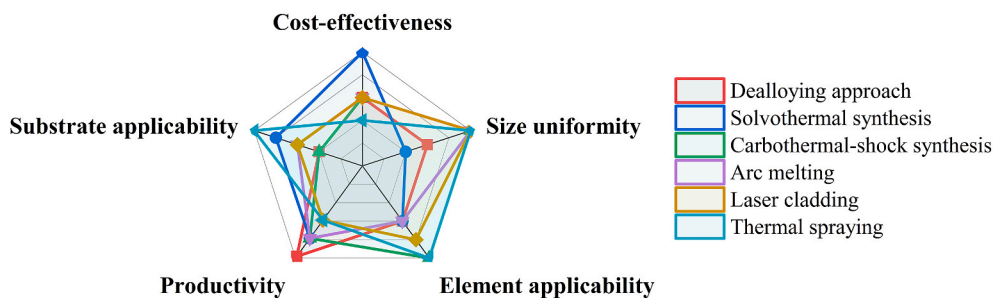 Cost-effectiveness
Substrate applicability
Size uniformity
Productivity
Element applicability
Dealloying approach
Solvothermal synthesis
Carbothermal-shock synthesis
Arc melting
Laser cladding
Thermal spraying